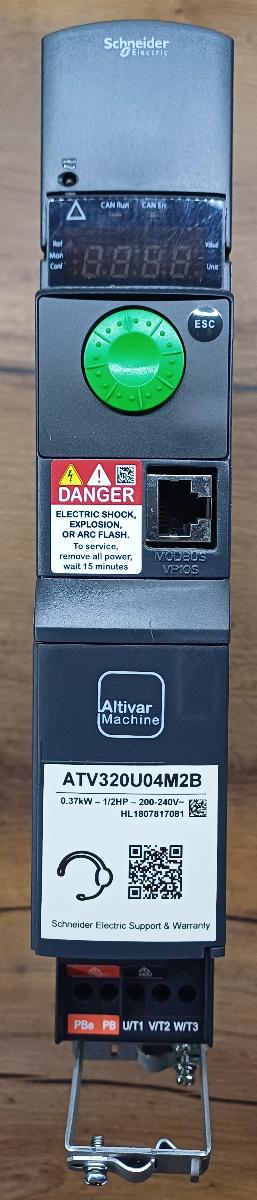 Schneider
Electric
CAN Run CAN Err
Ref Value
Mon
Conf Unit
ESC
DANGER
ELECTRIC SHOCK,
EXPLOSION,
OR ARC FLASH.
To service,
remove all power,
wait 15 minutes
MODBUS
VP10S
Altivar
Machine
ATV320U04M2B
0.37kW – 1/2HP – 200-240V~
HL1807817081
Schneider Electric Support & Warranty
PBe PB U/T1 V/T2 W/T3